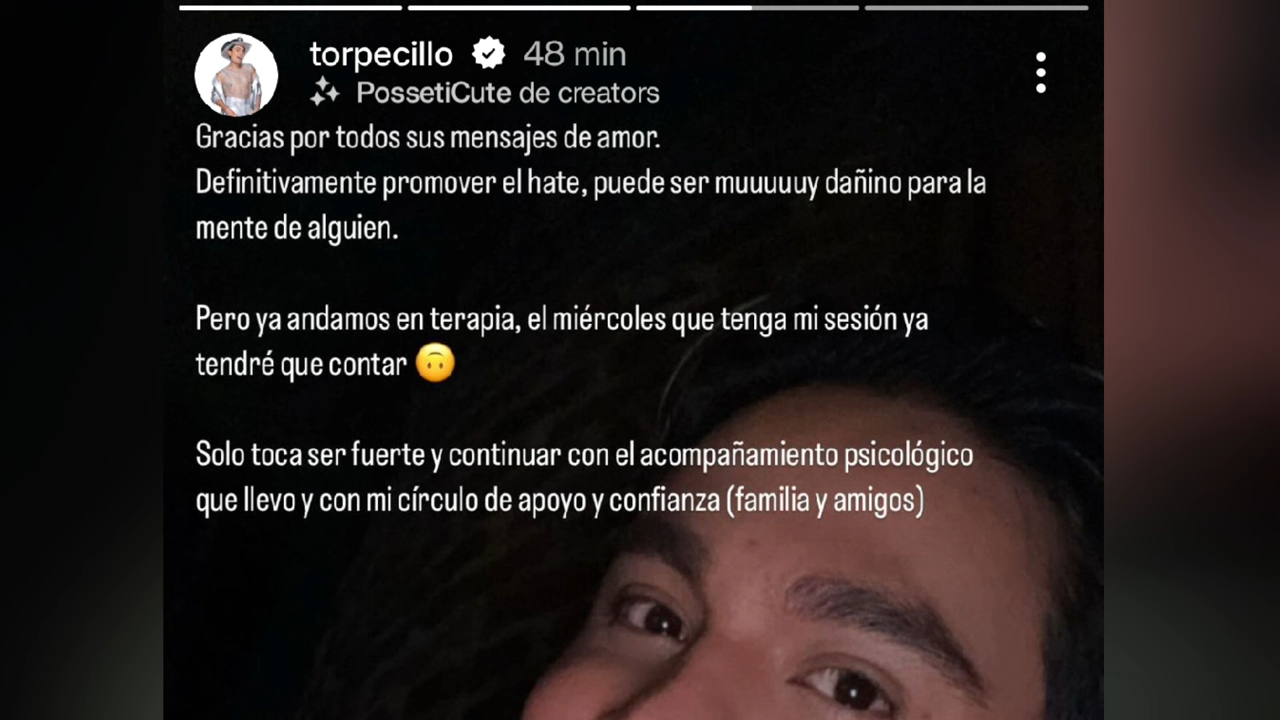 torpecillo 48 min
PossetiCute de creators
Gracias por todos sus mensajes de amor.
Definitivamente promover el hate, puede ser muuuuuy dañino para la
mente de alguien.
Pero ya andamos en terapia, el miércoles que tenga mi sesión ya
tendré que contar 🙃
Solo toca ser fuerte y continuar con el acompañamiento psicológico
que llevo y con mi círculo de apoyo y confianza (familia y amigos)